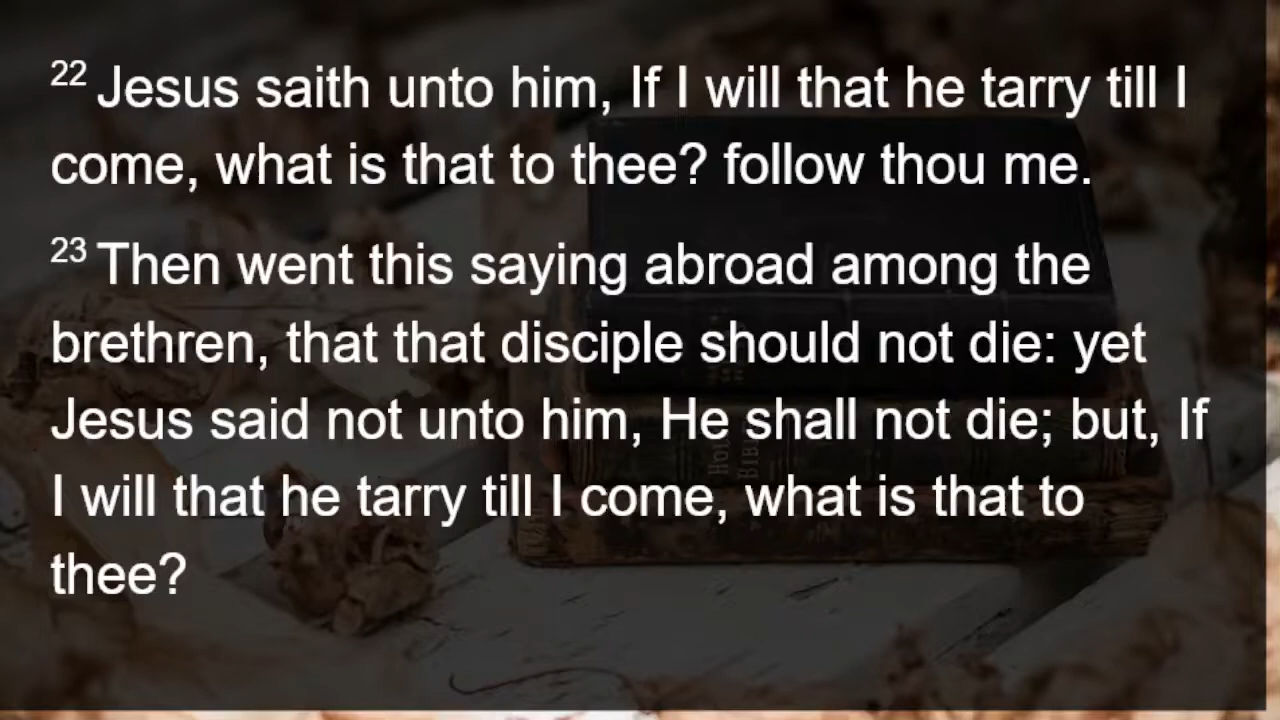 22 Jesus saith unto him, If I will that he tarry till I
come, what is that to thee? follow thou me.
23 Then went this saying abroad among the
brethren, that that disciple should not die: yet
Jesus said not unto him, He shall not die; but, If
I will that he tarry till I come, what is that to
thee?
HOLY
BIBLE